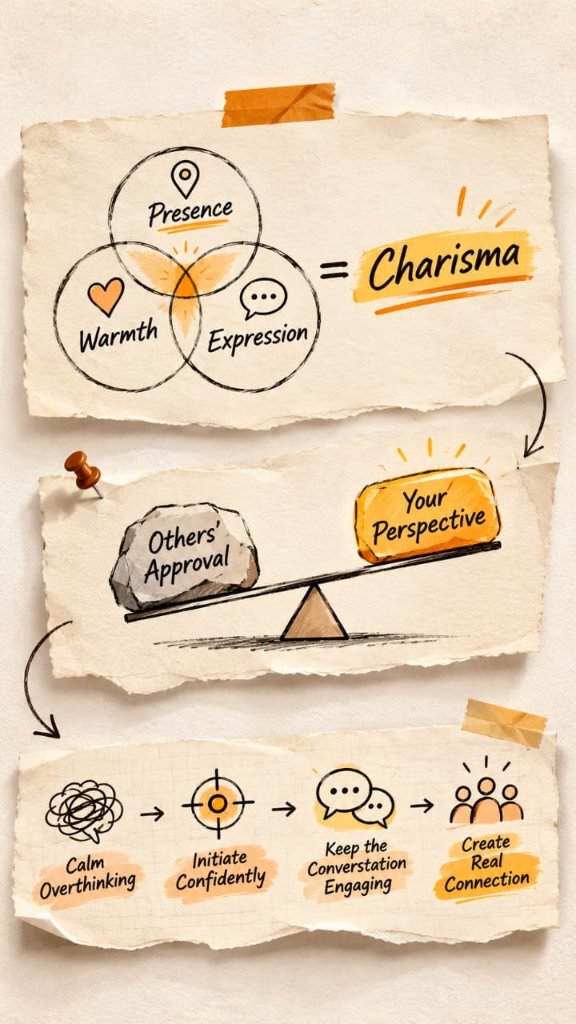 Presence
Warmth
Expression
=
Charisma
Others'
Approval
Your
Perspective
Calm
Overthinking
Initiate
Confidently
Keep the
Converstation
Engaging
Create
Real
Connection